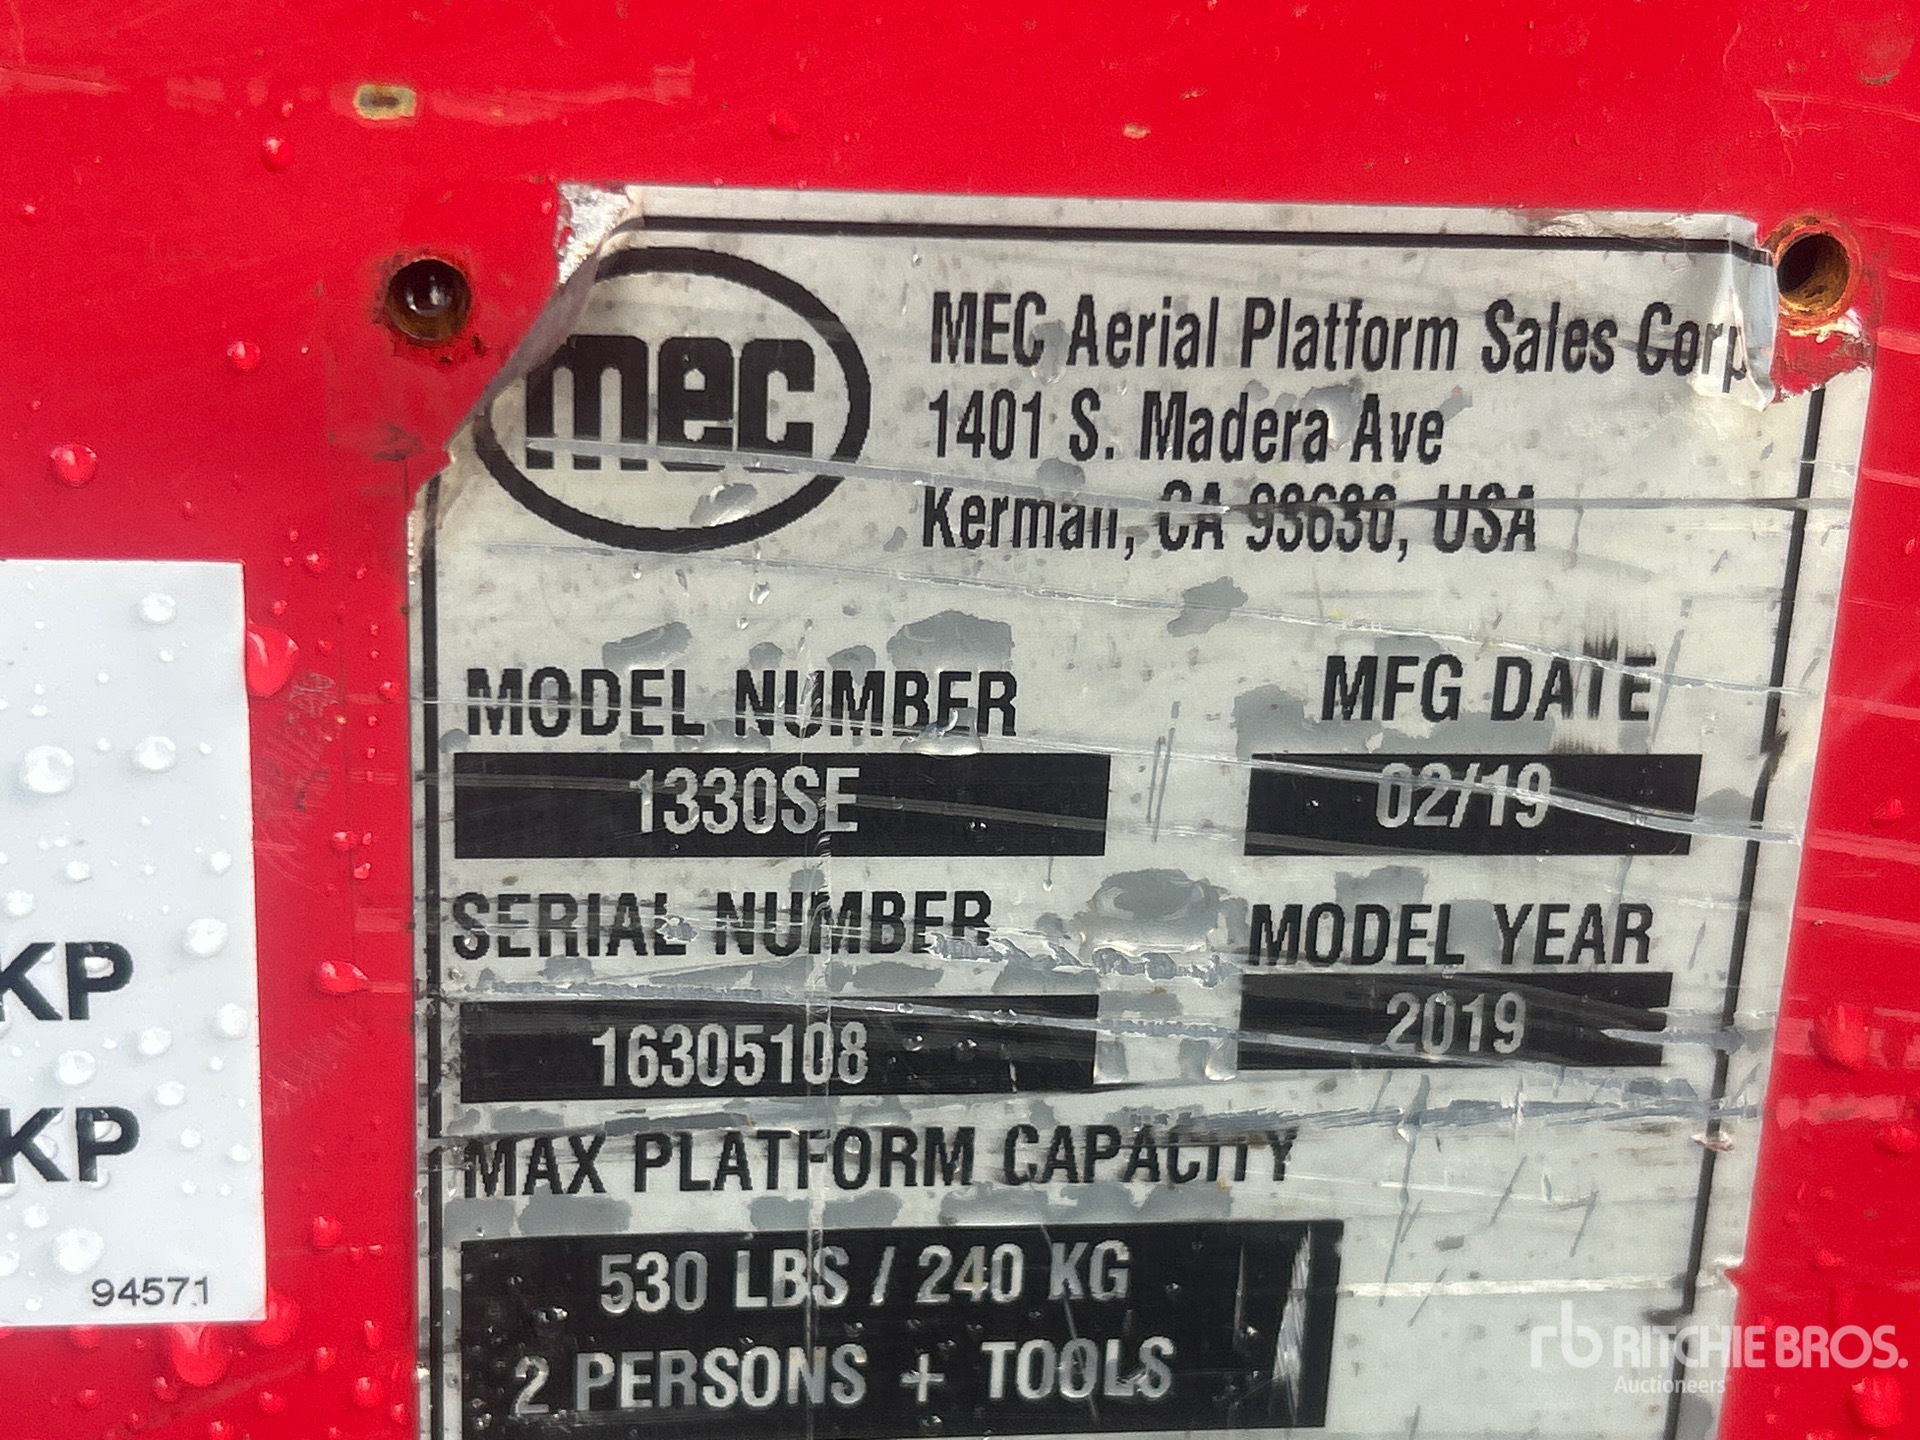 mec
MEC Aerial Platform Sales Corp
1401 S. Madera Ave
Kerman, CA 93630, USA
MODEL NUMBER
MFG DATE
1330SE
02/19
SERIAL NUMBER
MODEL YEAR
16305108
2019
MAX PLATFORM CAPACITY
530 LBS / 240 KG
2 PERSONS + TOOLS
KP
KP
94571
rb RITCHIE BROS.
Auctioneers